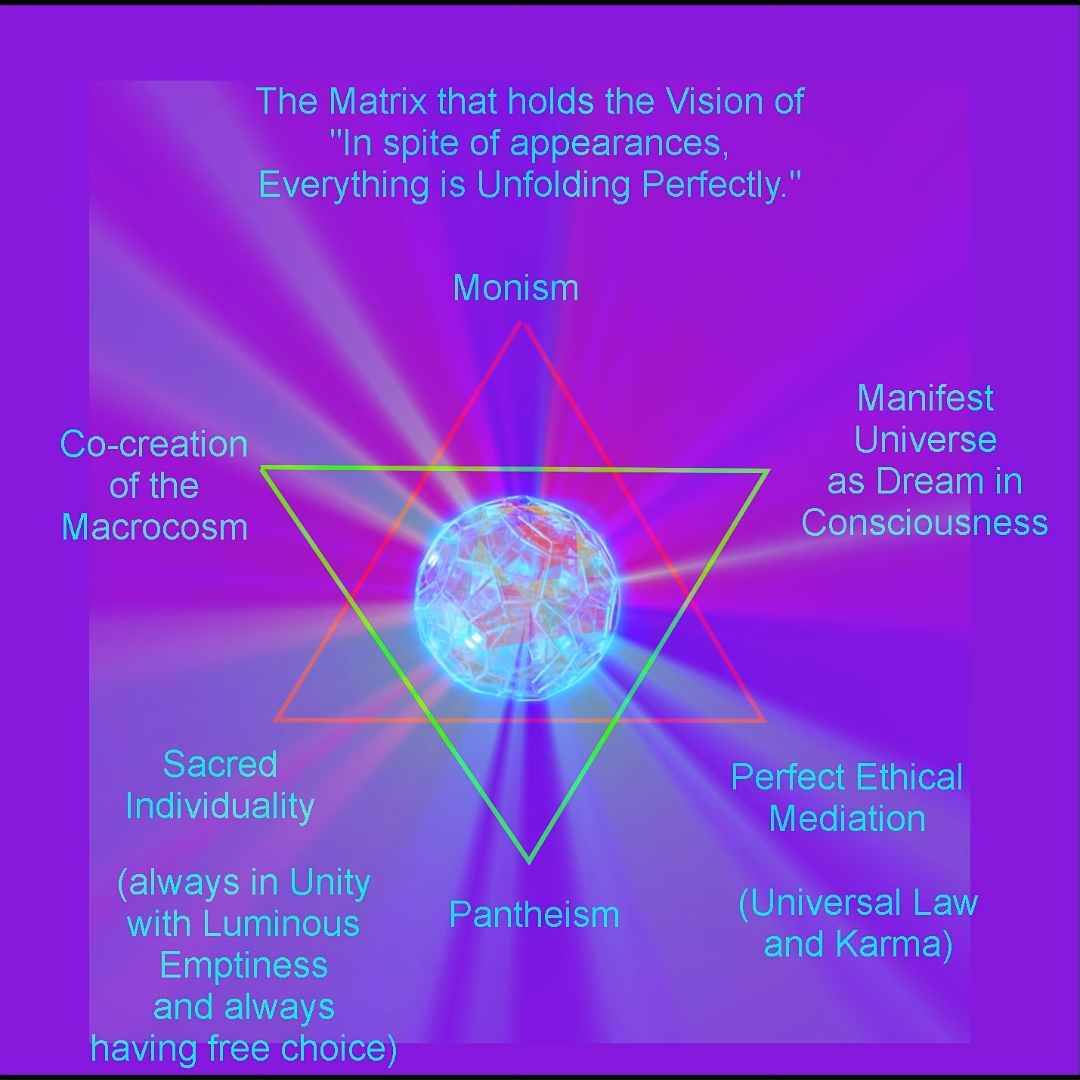 The Matrix that holds the Vision of
"In spite of appearances,
Everything is Unfolding Perfectly."
Monism
Manifest
Universe
as Dream in
Consciousness
Co-creation
of the
Macrocosm
Sacred
Individuality
(always in Unity
with Luminous
Emptiness
and always
having free choice)
Pantheism
Perfect Ethical
Mediation
(Universal Law
and Karma)